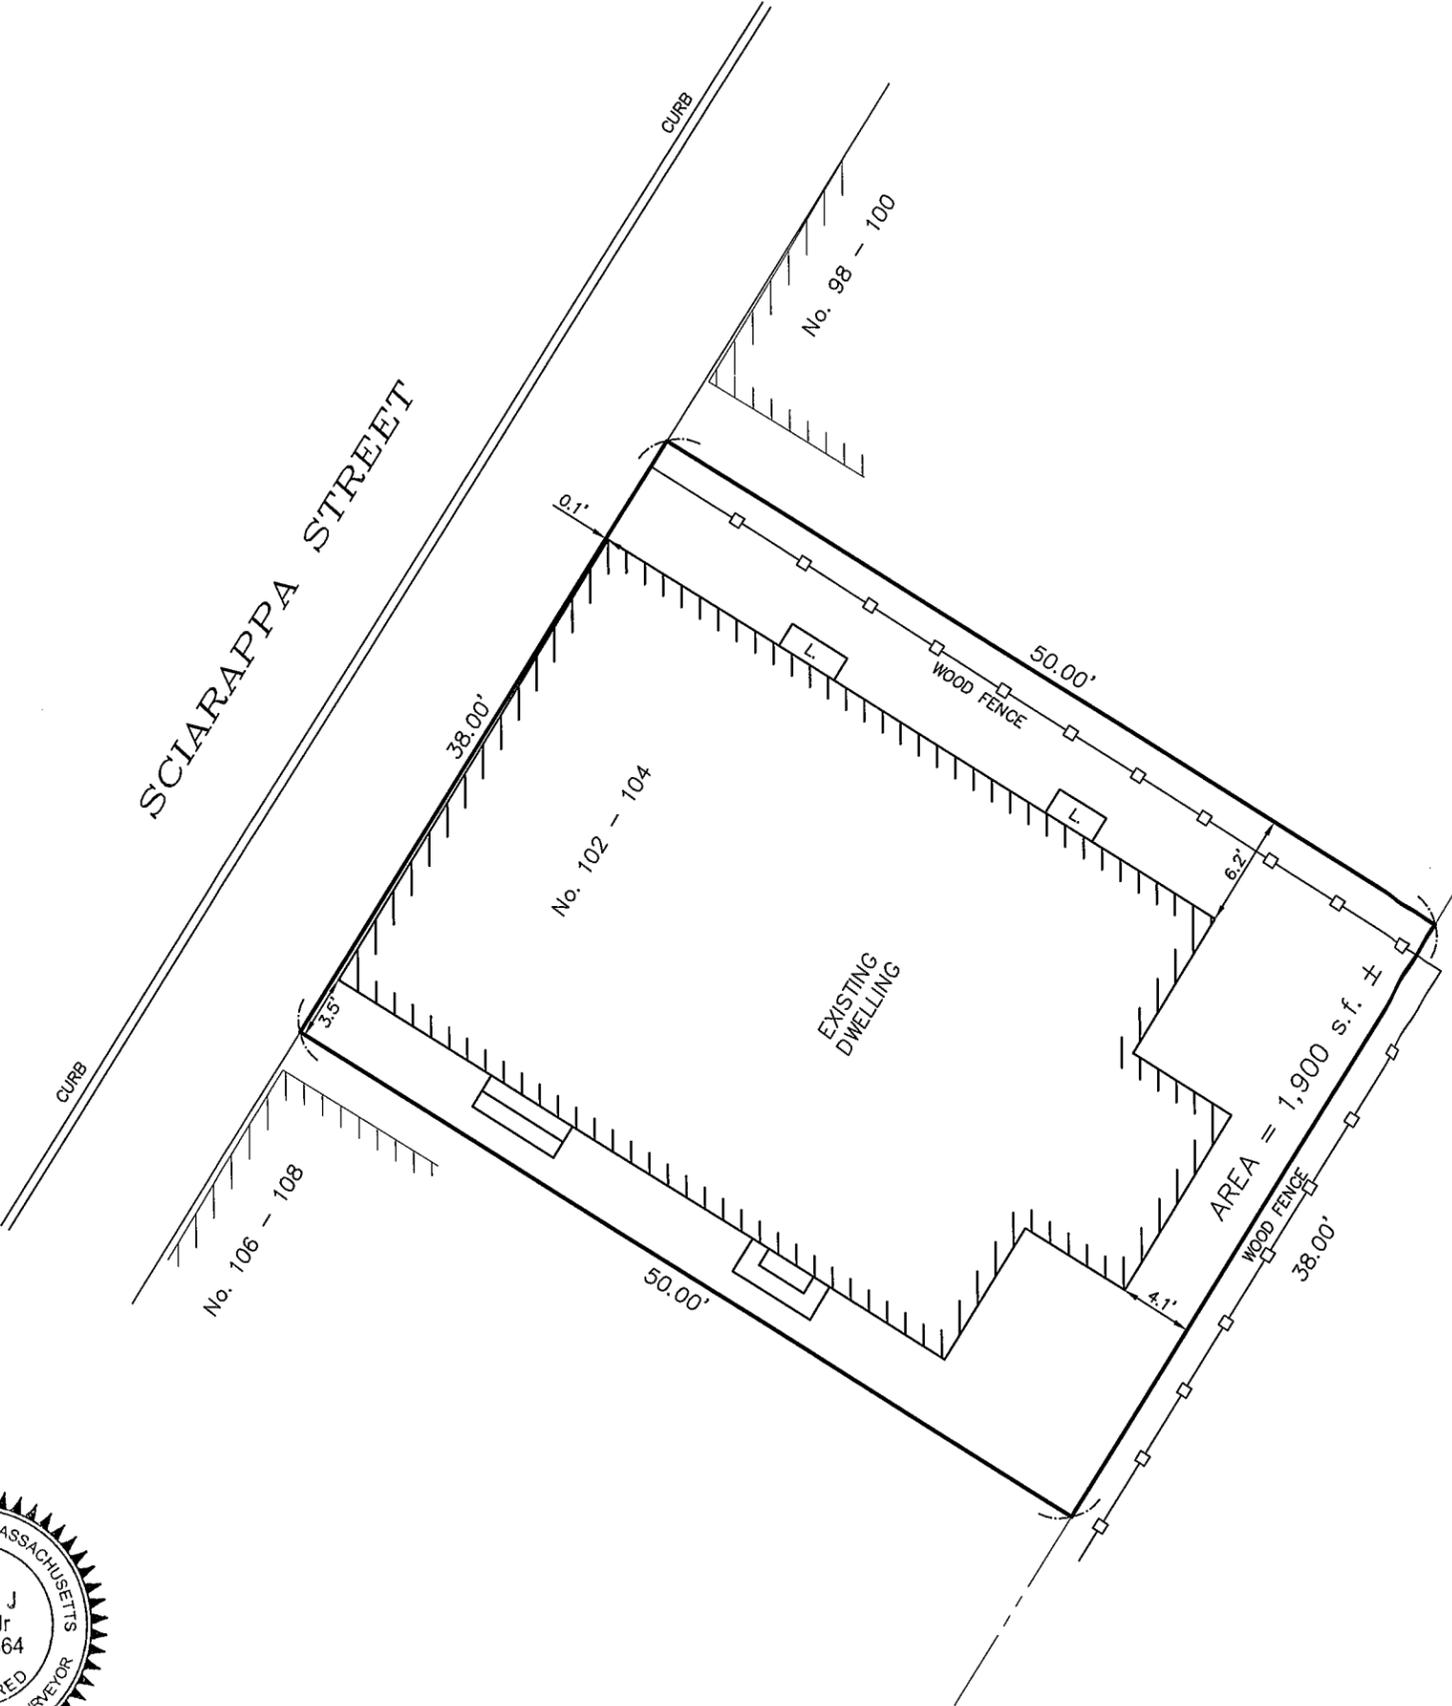 CURB
No. 98 - 100
SCIARAPPA STREET
0.1'
L.
50.00'
WOOD FENCE
38.00'
No. 102 - 104
L.
6.2'
EXISTING
DWELLING
3.5'
AREA = 1,900 s.f. ±
CURB
No. 106 - 108
WOOD FENCE
38.00'
4.1'
50.00'
ASSACHUSETTS
J
Jr
64
RED
RVEYOR